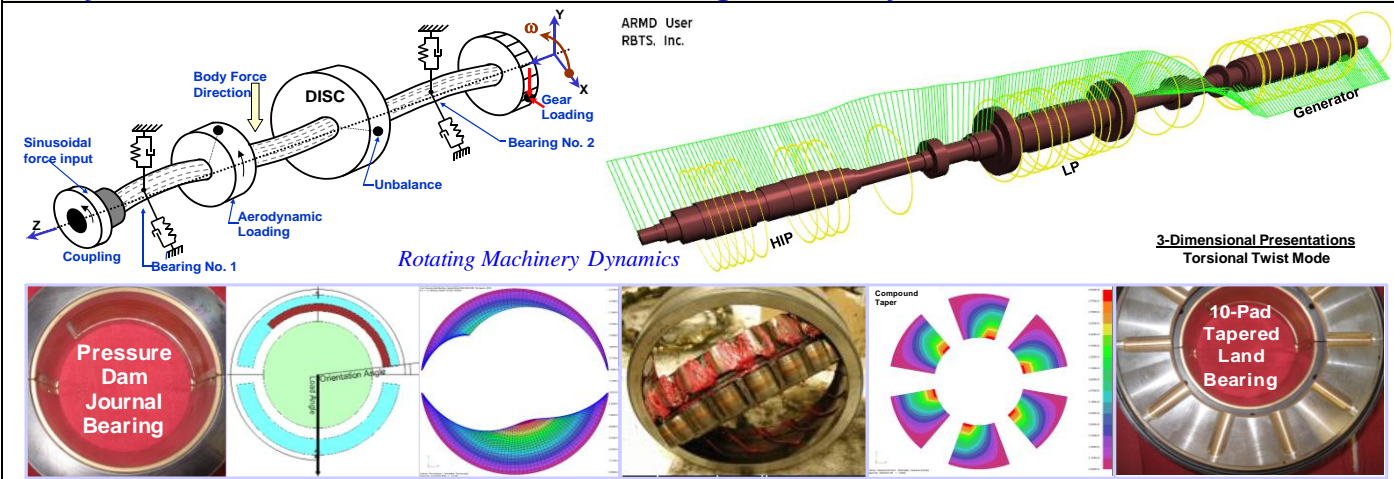 ARMD User
RBTS, Inc.
Y
ω
X
Body Force
Direction
DISC
Gear
Loading
Sinusoidal
force input
Bearing No. 2
Unbalance
Z
Aerodynamic
Loading
Coupling
Bearing No. 1
Generator
LP
HIP
Rotating Machinery Dynamics
3-Dimensional Presentations
Torsional Twist Mode
Pressure
Dam
Journal
Bearing
Orientation Angle
Load Angle
Compound
Taper
10-Pad
Tapered
Land
Bearing